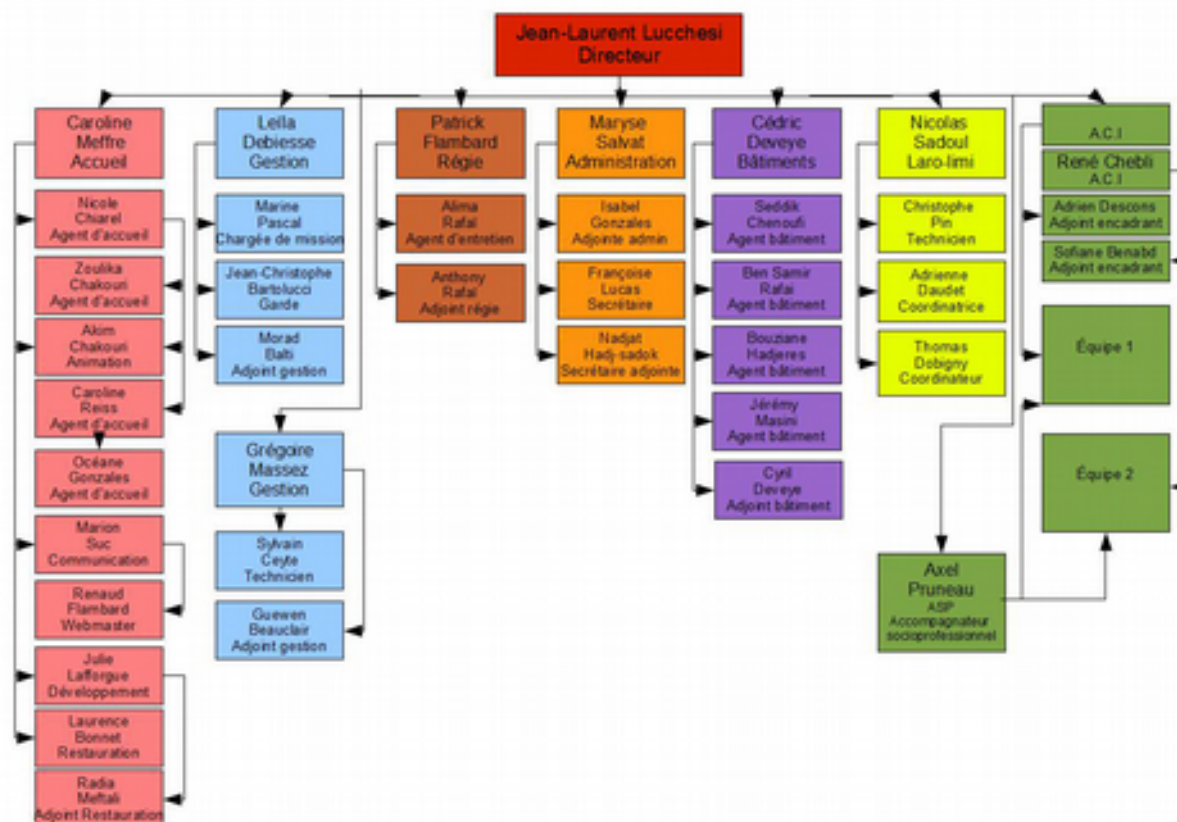 Jean-Laurent Lucchesi
Directeur
Caroline
Meffre
Accueil
Nicole
Chiarel
Agent d'accueil
Zoulika
Chakouri
Agent d'accueil
Akim
Chakouri
Animation
Caroline
Reiss
Agent d'accueil
Océane
Gonzales
Agent d'accueil
Marion
Suc
Communication
Renaud
Flambard
Webmaster
Julie
Lafforgue
Développement
Laurence
Bonnet
Restauration
Radia
Meftali
Adjoint Restauration
Leïla
Debiesse
Gestion
Marine
Pascal
Chargée de mission
Jean-Christophe
Bartolucci
Garde
Morad
Balti
Adjoint gestion
Grégoire
Massez
Gestion
Sylvain
Ceyte
Technicien
Guewen
Beauclair
Adjoint gestion
Patrick
Flambard
Régie
Alima
Rafaï
Agent d'entretien
Anthony
Rafaï
Adjoint régie
Maryse
Salvat
Administration
Isabel
Gonzales
Adjointe admin
Françoise
Lucas
Secrétaire
Nadjat
Hadj-sadok
Secrétaire adjointe
Cédric
Deveye
Bâtiments
Seddik
Chenoufi
Agent bâtiment
Ben Samir
Rafai
Agent bâtiment
Bouziane
Hadjeres
Agent bâtiment
Jérémy
Masini
Agent bâtiment
Cyril
Deveye
Adjoint bâtiment
Nicolas
Sadoul
Laro-limi
Christophe
Pin
Technicien
Adrienne
Daudet
Coordinatrice
Thomas
Dobigny
Coordinateur
A.C.I
René Chebli
A.C.I
Adrien Descons
Adjoint encadrant
Sofiane Benabd
Adjoint encadrant
Équipe 1
Équipe 2
Axel
Pruneau
ASIP
Accompagnateur
socioprofessionnel